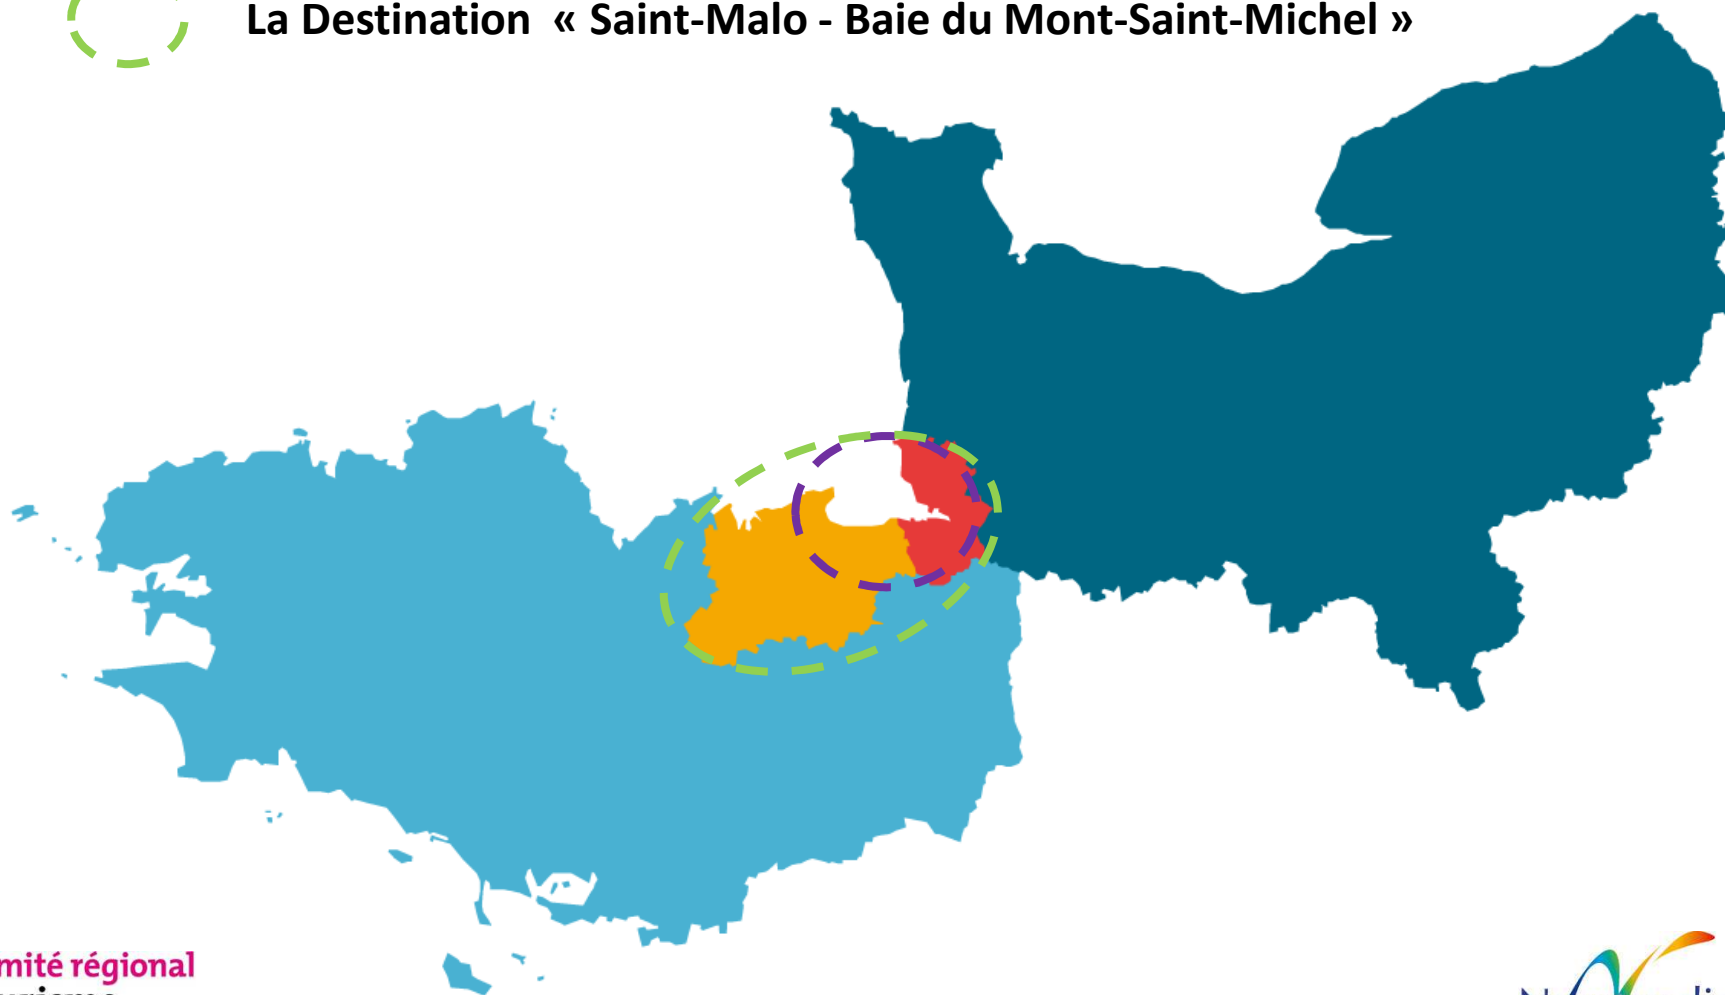 La Destination « Saint-Malo - Baie du Mont-Saint-Michel »
mité régional